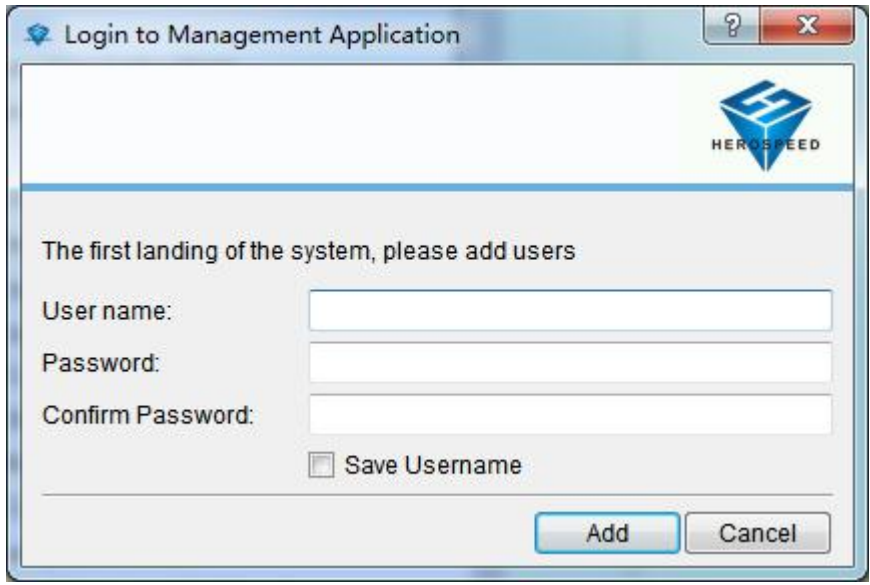 Login to Management Application
?
HEROSPEED
The first landing of the system, please add users
User name:
Password:
Confirm Password:
Save Username
Add
Cancel